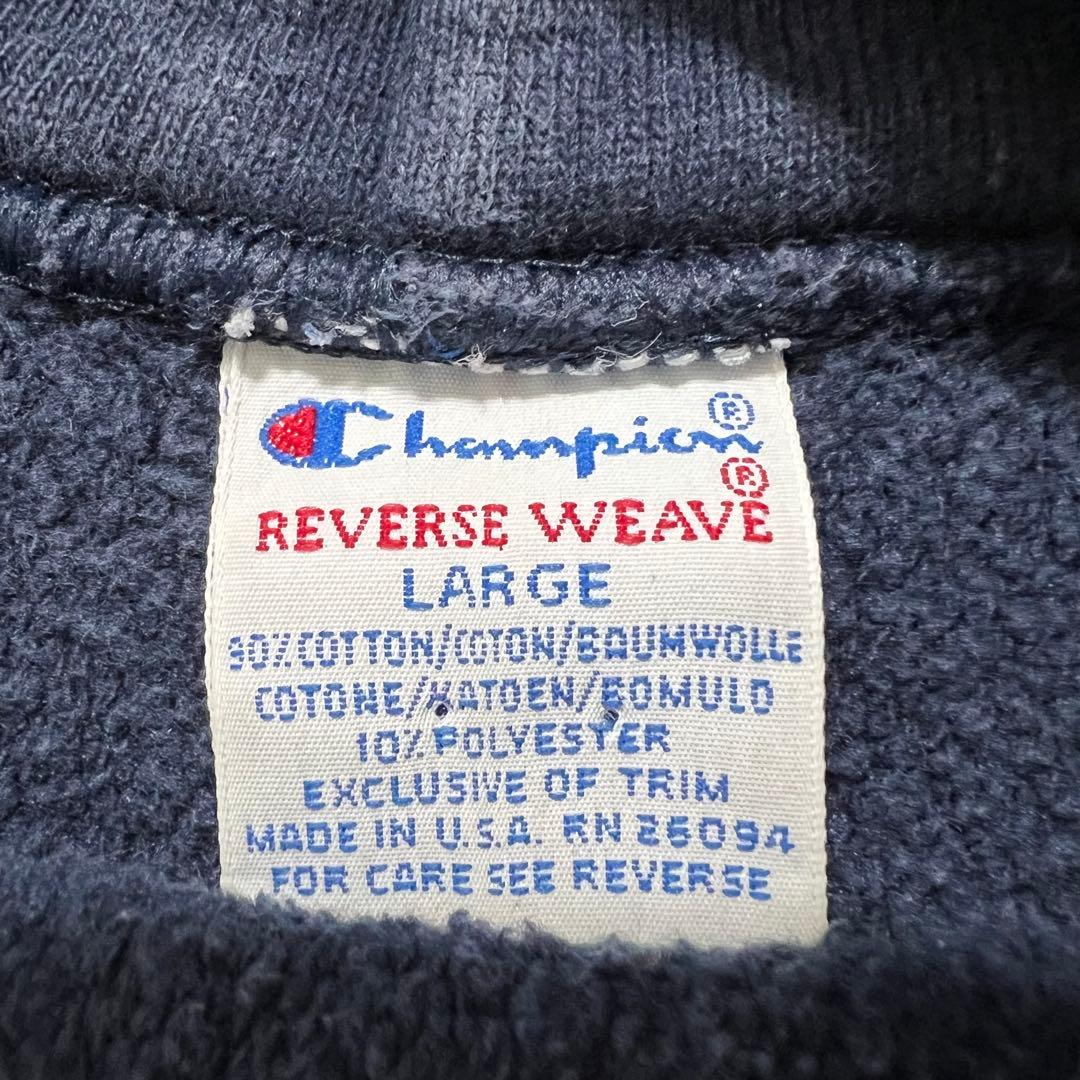 Champion®
REVERSE WEAVE®
LARGE
90% COTTON/COTON/BAUMWOLLE
COTONE/KATOEN/BOMULD
10% POLYESTER
EXCLUSIVE OF TRIM
MADE IN U.S.A. RN 26094
FOR CARE SEE REVERSE